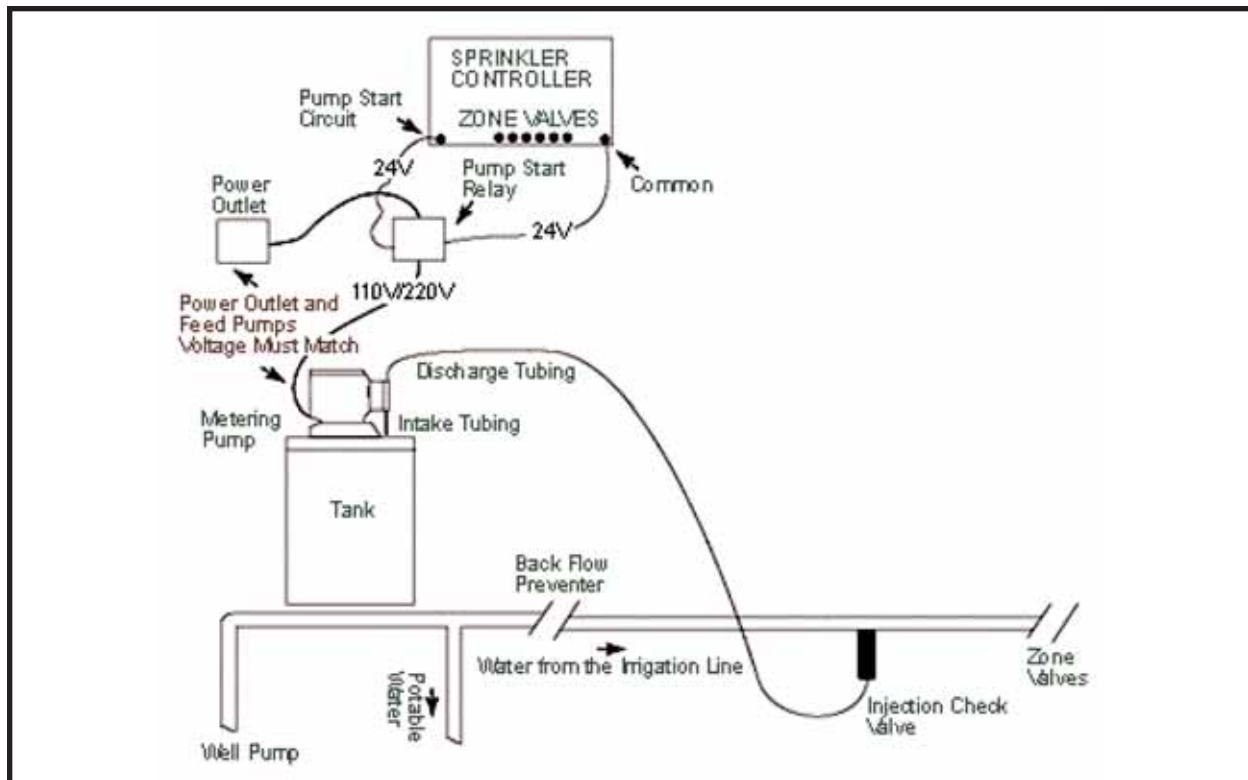 SPRINKLER
CONTROLLER
ZONE VALVES
Pump Start
Circuit
24V
Pump Start
Relay
Common
Power
Outlet
24V
110V/220V
Power Outlet and
Feed Pumps
Voltage Must Match
Discharge Tubing
Metering
Pump
Intake Tubing
Tank
Back Flow
Preventer
Water from the Irrigation Line
Zone
Valves
Potable
Water
Injection Check
Valve
Well Pump